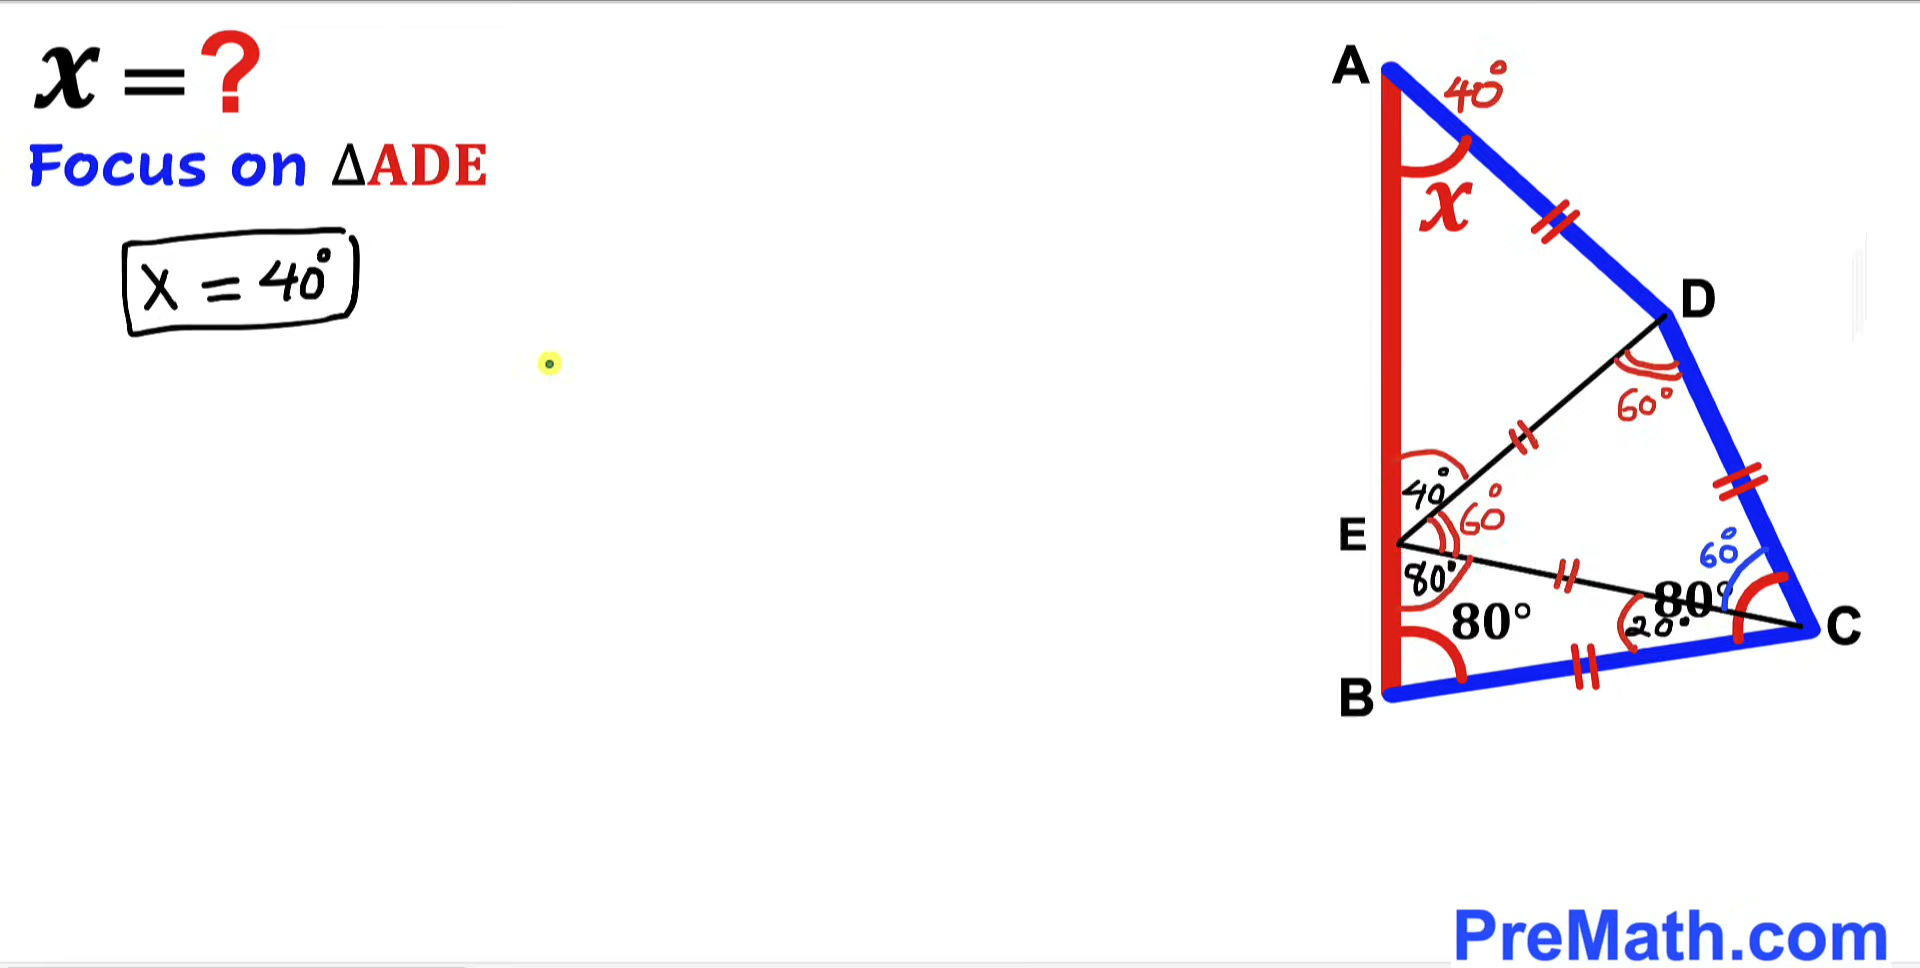 x = ?
Focus on ΔADE
x = 40°
A
40°
x
D
60°
40°
60°
E
60°
80°
80°
80°
20°
C
B
PreMath.com